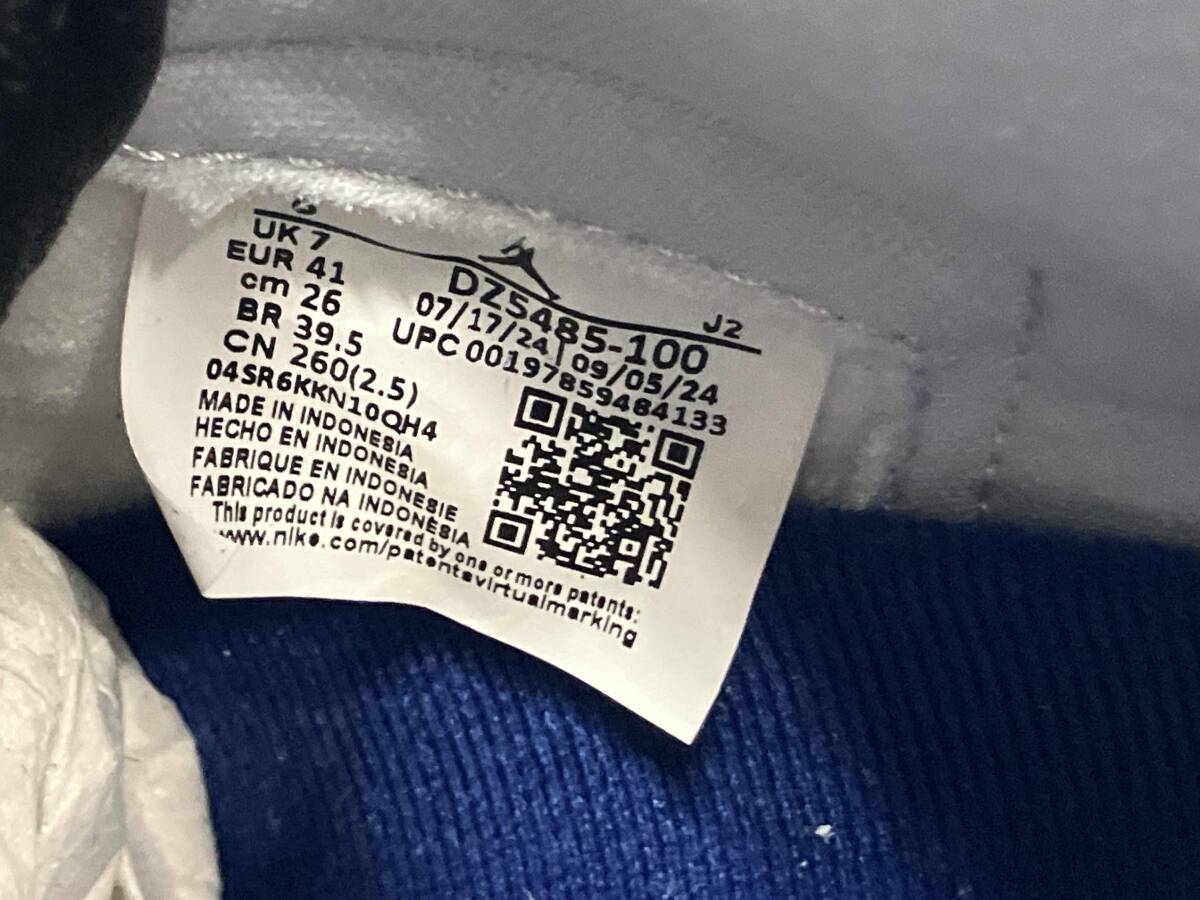 UK 7
EUR 41
cm 26
BR 39.5
CN 260(2.5)
04SR6KKN10QH4
MADE IN INDONESIA
HECHO EN INDONESIA
FABRIQUE EN INDONESIE
FABRICADO NA INDONÈSIA
This product is covered by one or more patents:
www.nike.com/patentsvirtualmarking
J2
DZ5485-100
07/17/24 | 09/05/24
UPC 00197859484133